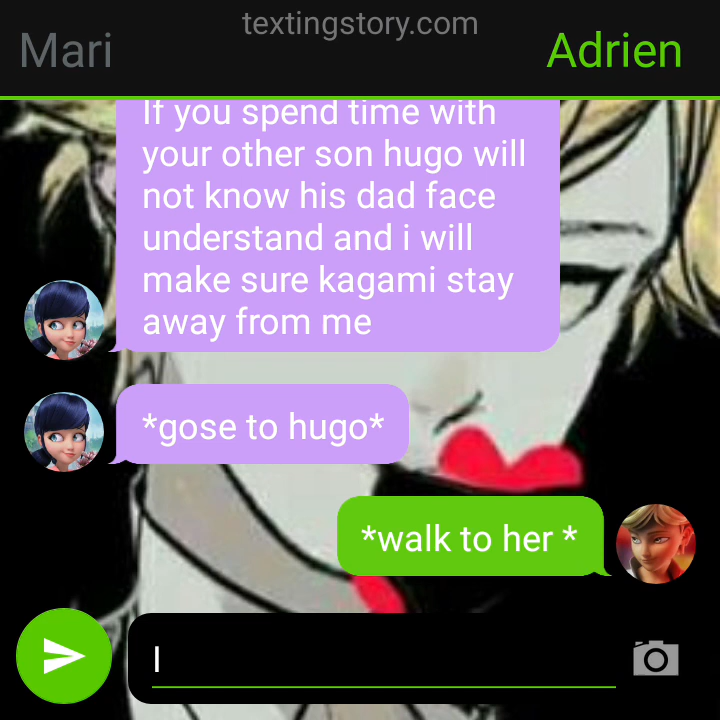 textingstory.com
Mari
Adrien
If you spend time with
your other son hugo will
not know his dad face
understand and i will
make sure kagami stay
away from me
*gose to hugo*
*walk to her *